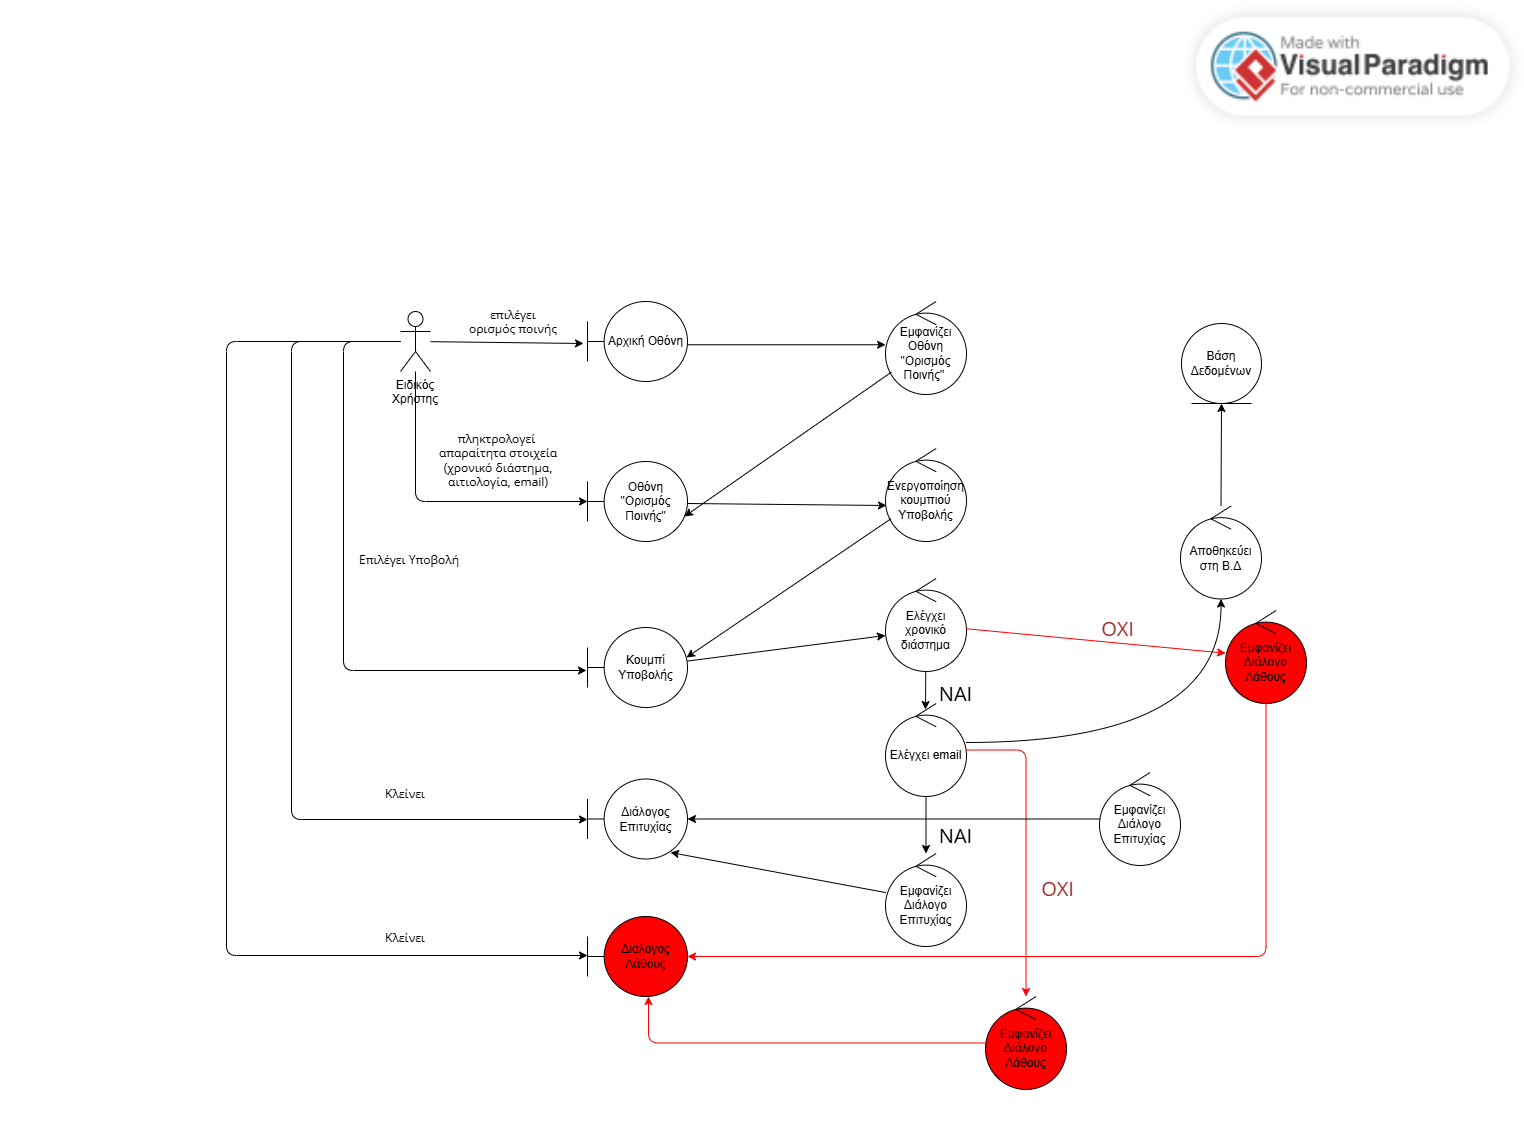 Made with
Visual Paradigm
For non-commercial use
επιλέγει
ορισμός ποινής
Αρχική Οθόνη
Εμφανίζει
Οθόνη
"Ορισμός
Ποινής"
Βάση
Δεδομένων
Ειδικός
Χρήστης
πληκτρολογεί
απαραίτητα στοιχεία
(χρονικό διάστημα,
αιτιολογία, email)
Οθόνη
"Ορισμός
Ποινής"
Ενεργοποίηση
κουμπιού
Υποβολής
Επιλέγει Υποβολή
Αποθηκεύει
στη Β.Δ
Κουμπί
Υποβολής
Ελέγχει
χρονικό
διάστημα
ΟΧΙ
Εμφανίζει
Διάλογο
Λάθους
ΝΑΙ
Ελέγχει email
Κλείνει
Διάλογος
Επιτυχίας
Εμφανίζει
Διάλογο
Επιτυχίας
ΝΑΙ
ΟΧΙ
Εμφανίζει
Διάλογο
Επιτυχίας
Κλείνει
Διάλογος
Λάθους
Εμφανίζει
Διάλογο
Λάθους